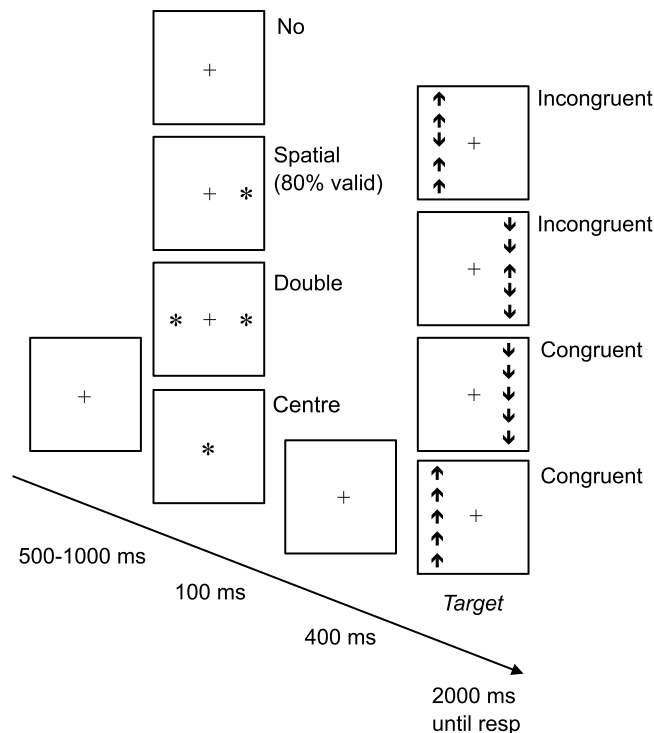 No
Spatial
(80% valid)
Double
Centre
Incongruent
Incongruent
Congruent
Congruent
500-1000 ms
100 ms
400 ms
Target
2000 ms
until resp